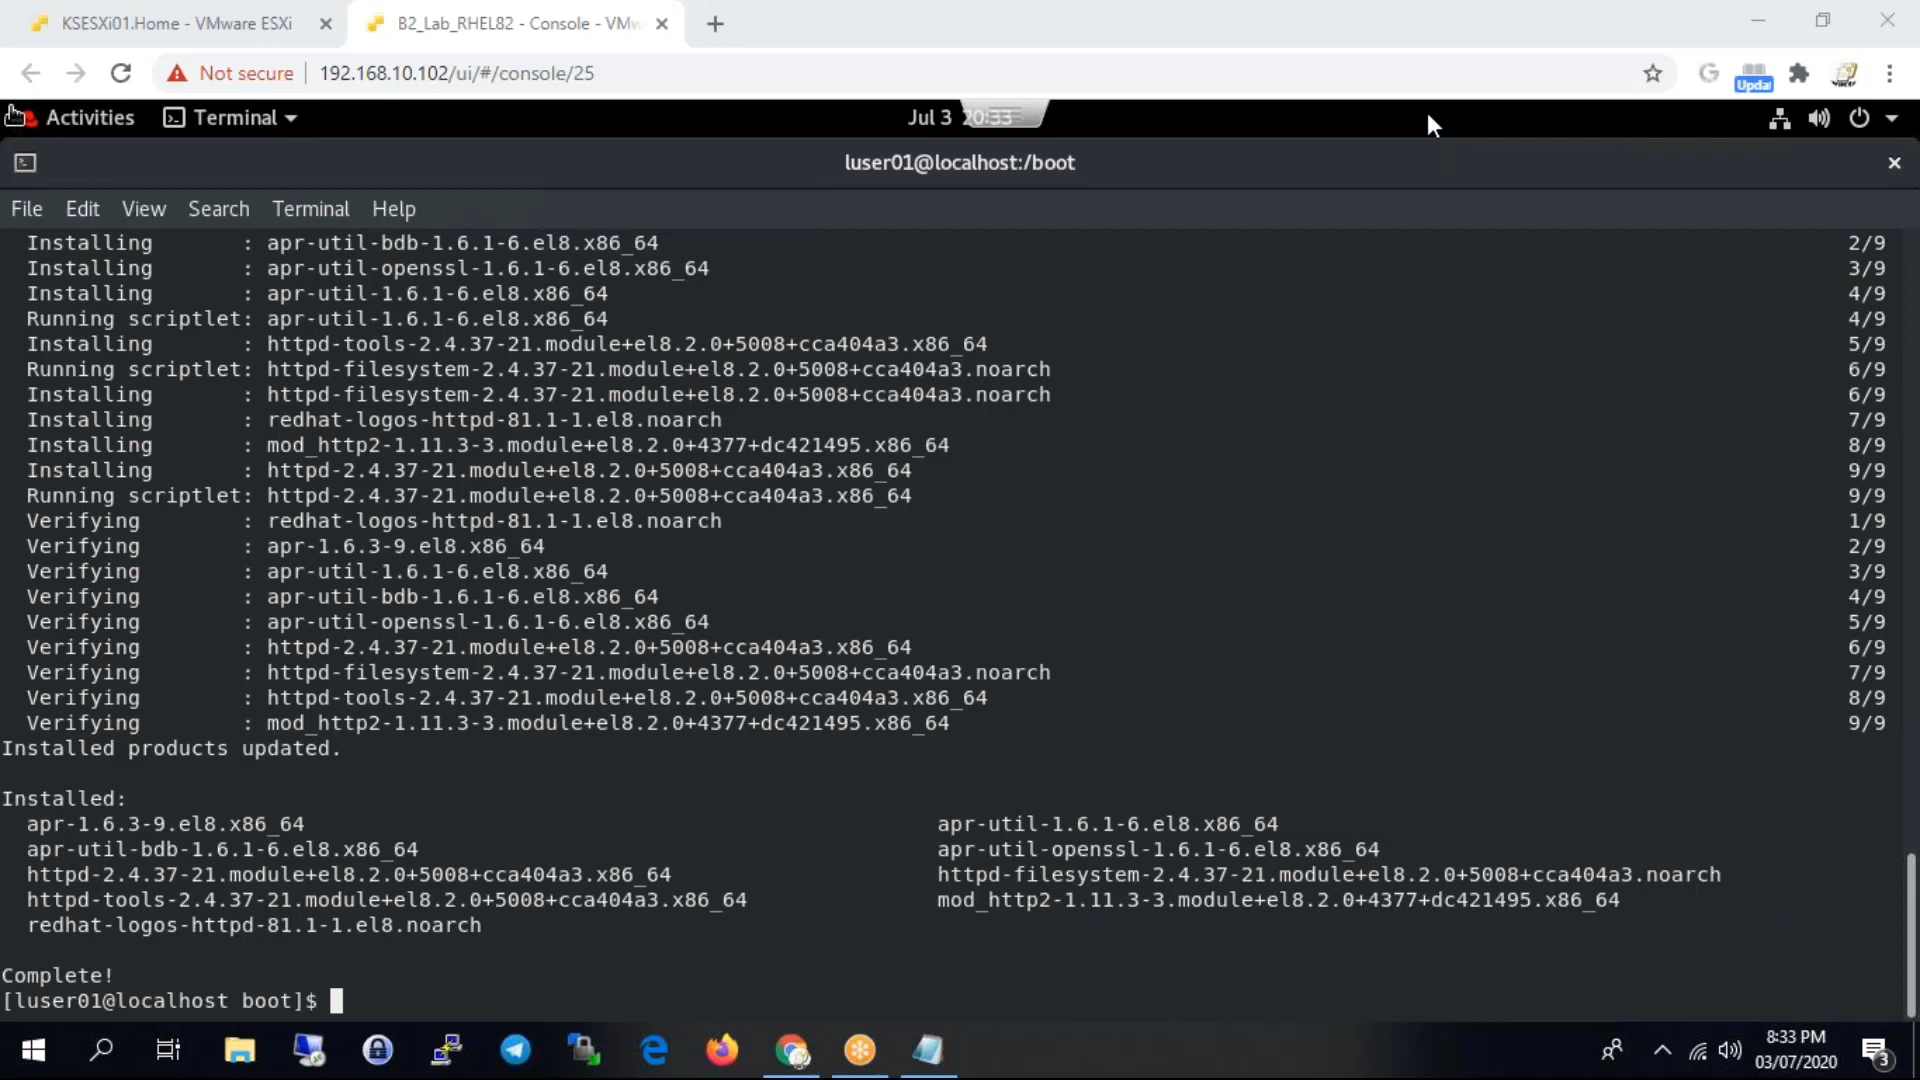 KSESXi01.Home - VMware ESXi
B2_Lab_RHEL82 - Console - VMw
Not secure 192.168.10.102/ui/#/console/25
Updat
Activities Terminal Jul 3 20:33
luser01@localhost:/boot
File Edit View Search Terminal Help
Installing : apr-util-bdb-1.6.1-6.el8.x86_64 2/9
Installing : apr-util-openssl-1.6.1-6.el8.x86_64 3/9
Installing : apr-util-1.6.1-6.el8.x86_64 4/9
Running scriptlet: apr-util-1.6.1-6.el8.x86_64 4/9
Installing : httpd-tools-2.4.37-21.module+el8.2.0+5008+cca404a3.x86_64 5/9
Running scriptlet: httpd-filesystem-2.4.37-21.module+el8.2.0+5008+cca404a3.noarch 6/9
Installing : httpd-filesystem-2.4.37-21.module+el8.2.0+5008+cca404a3.noarch 6/9
Installing : redhat-logos-httpd-81.1-1.el8.noarch 7/9
Installing : mod_http2-1.11.3-3.module+el8.2.0+4377+dc421495.x86_64 8/9
Installing : httpd-2.4.37-21.module+el8.2.0+5008+cca404a3.x86_64 9/9
Running scriptlet: httpd-2.4.37-21.module+el8.2.0+5008+cca404a3.x86_64 9/9
Verifying : redhat-logos-httpd-81.1-1.el8.noarch 1/9
Verifying : apr-1.6.3-9.el8.x86_64 2/9
Verifying : apr-util-1.6.1-6.el8.x86_64 3/9
Verifying : apr-util-bdb-1.6.1-6.el8.x86_64 4/9
Verifying : apr-util-openssl-1.6.1-6.el8.x86_64 5/9
Verifying : httpd-2.4.37-21.module+el8.2.0+5008+cca404a3.x86_64 6/9
Verifying : httpd-filesystem-2.4.37-21.module+el8.2.0+5008+cca404a3.noarch 7/9
Verifying : httpd-tools-2.4.37-21.module+el8.2.0+5008+cca404a3.x86_64 8/9
Verifying : mod_http2-1.11.3-3.module+el8.2.0+4377+dc421495.x86_64 9/9
Installed products updated.
Installed:
apr-1.6.3-9.el8.x86_64 apr-util-1.6.1-6.el8.x86_64
apr-util-bdb-1.6.1-6.el8.x86_64 apr-util-openssl-1.6.1-6.el8.x86_64
httpd-2.4.37-21.module+el8.2.0+5008+cca404a3.x86_64 httpd-filesystem-2.4.37-21.module+el8.2.0+5008+cca404a3.noarch
httpd-tools-2.4.37-21.module+el8.2.0+5008+cca404a3.x86_64 mod_http2-1.11.3-3.module+el8.2.0+4377+dc421495.x86_64
redhat-logos-httpd-81.1-1.el8.noarch
Complete!
[luser01@localhost boot]$
8:33 PM
03/07/2020
3